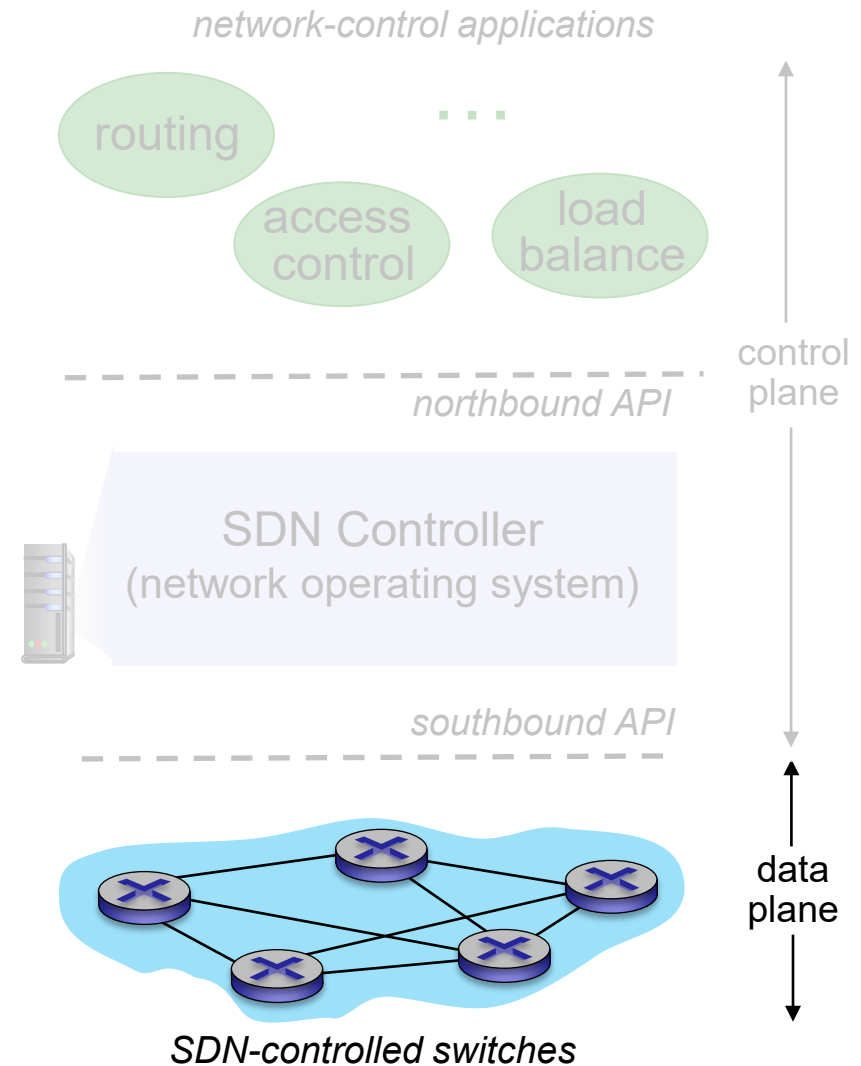 network-control applications
routing
. . .
access
control
load
balance
control
plane
northbound API
SDN Controller
(network operating system)
southbound API
data
plane
SDN-controlled switches